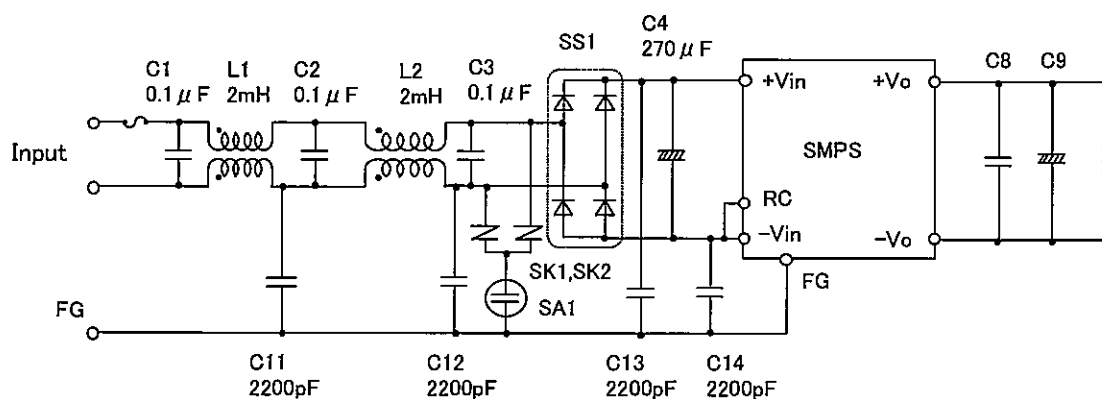 C4
270μF
SS1
C1
0.1μF
L1
2mH
C2
0.1μF
L2
2mH
C3
0.1μF
+Vin
+Vo
C8
C9
Input
SMPS
RC
-Vin
-Vo
FG
SK1,SK2
SA1
FG
C11
2200pF
C12
2200pF
C13
2200pF
C14
2200pF